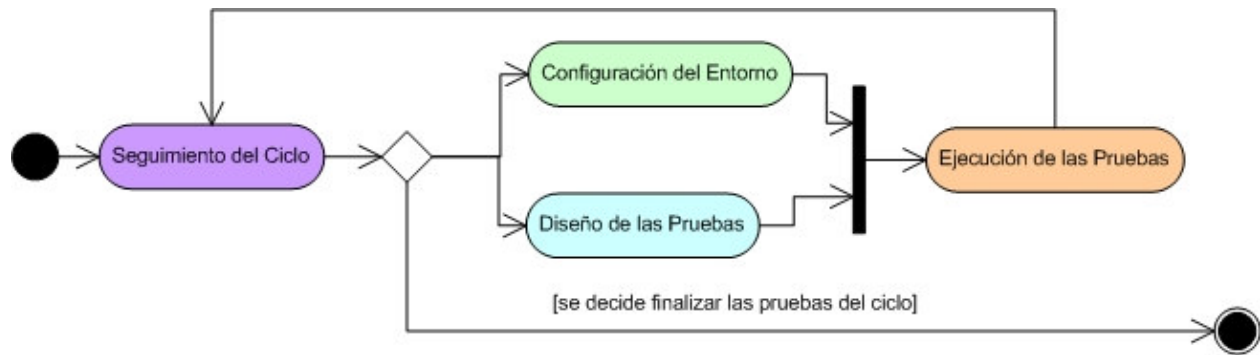 Configuración del Entorno
Seguimiento del Ciclo
Ejecución de las Pruebas
Diseño de las Pruebas
[se decide finalizar las pruebas del ciclo]